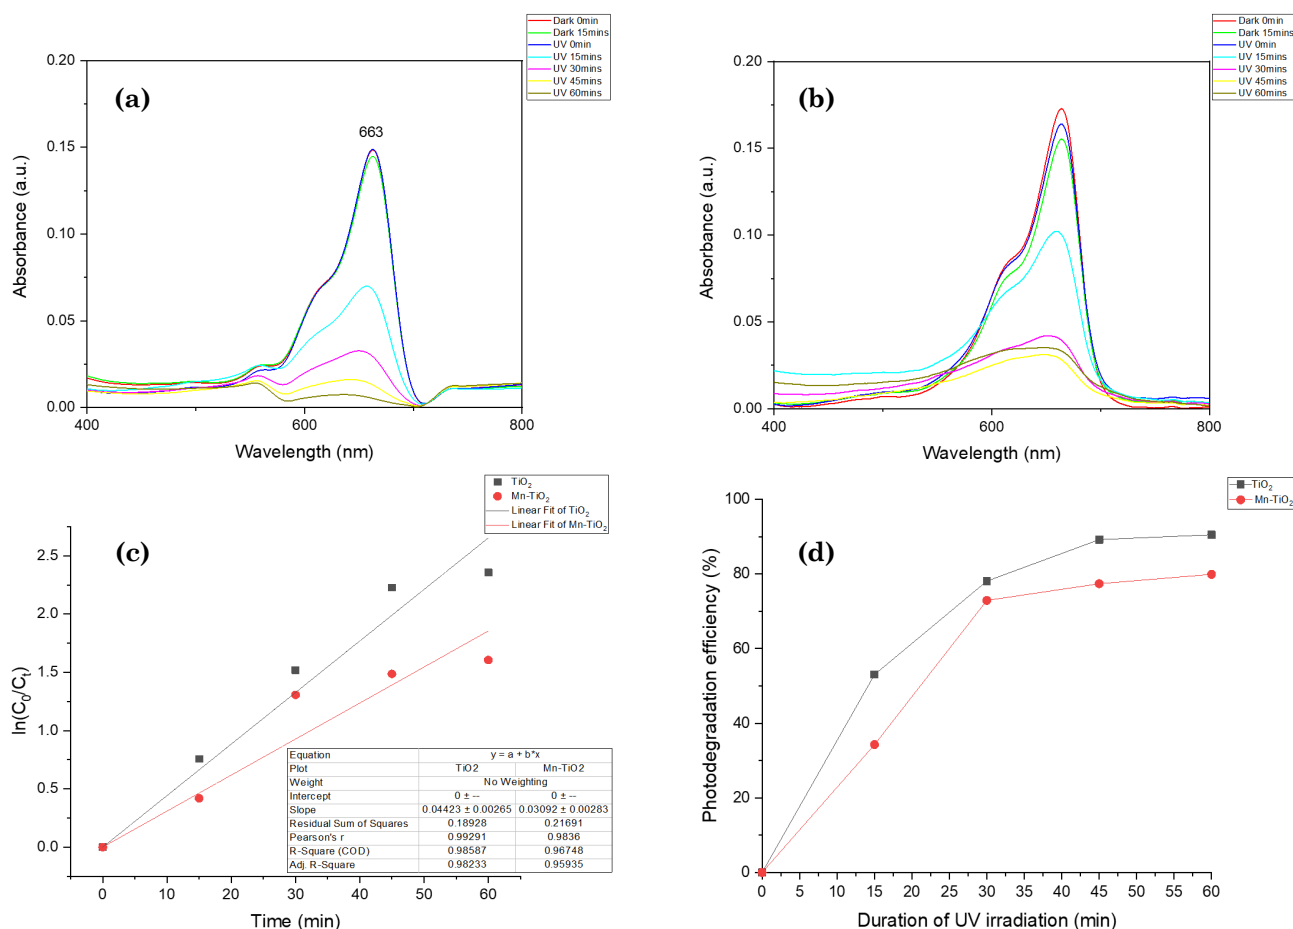 Dark 0min
Dark 15mins
UV 0min
UV 15mins
UV 30mins
UV 45mins
UV 60mins
(a)
663
0.20
0.15
0.10
0.05
0.00
400
600
800
Absorbance (a.u.)
Wavelength (nm)
Dark 0min
Dark 15mins
UV 0min
UV 15mins
UV 30mins
UV 45mins
UV 60mins
(b)
0.20
0.15
0.10
0.05
0.00
400
600
800
Absorbance (a.u.)
Wavelength (nm)
TiO₂
Mn-TiO₂
Linear Fit of TiO₂
Linear Fit of Mn-TiO₂
(c)
2.5
2.0
1.5
1.0
0.5
0.0
ln(C₀/Cₜ)
Equation y = a + b*x
Plot TiO2 Mn-TiO2
Weight No Weighting
Intercept 0 ± -- 0 ± --
Slope 0.04423 ± 0.00265 0.03092 ± 0.00283
Residual Sum of Squares 0.18928 0.21691
Pearson's r 0.99291 0.9836
R-Square (COD) 0.98587 0.96748
Adj. R-Square 0.98233 0.95935
0 10 20 30 40 50 60
Time (min)
TiO₂
Mn-TiO₂
(d)
100
80
60
40
20
0
Photodegradation efficiency (%)
0 5 10 15 20 25 30 35 40 45 50 55 60
Duration of UV irradiation (min)